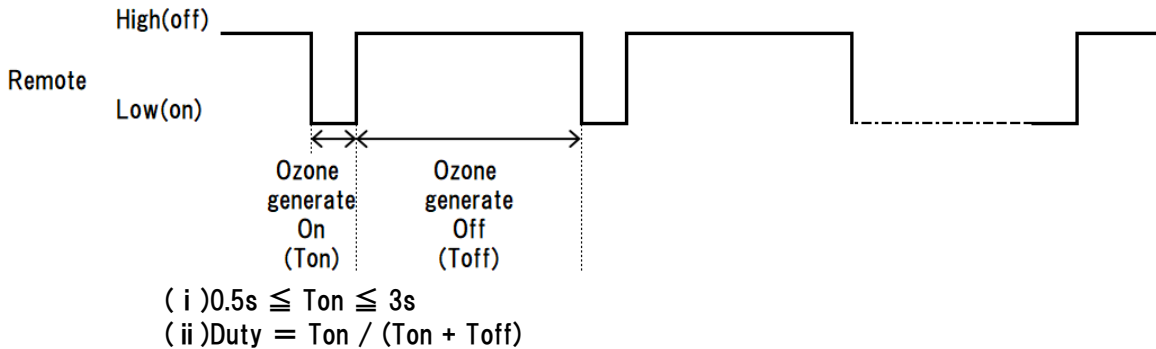 High(off)
Remote
Low(on)
Ozone
generate
On
(Ton)
Ozone
generate
Off
(Toff)
(ⅰ)0.5s ≦ Ton ≦ 3s
(ⅱ)Duty = Ton / (Ton + Toff)